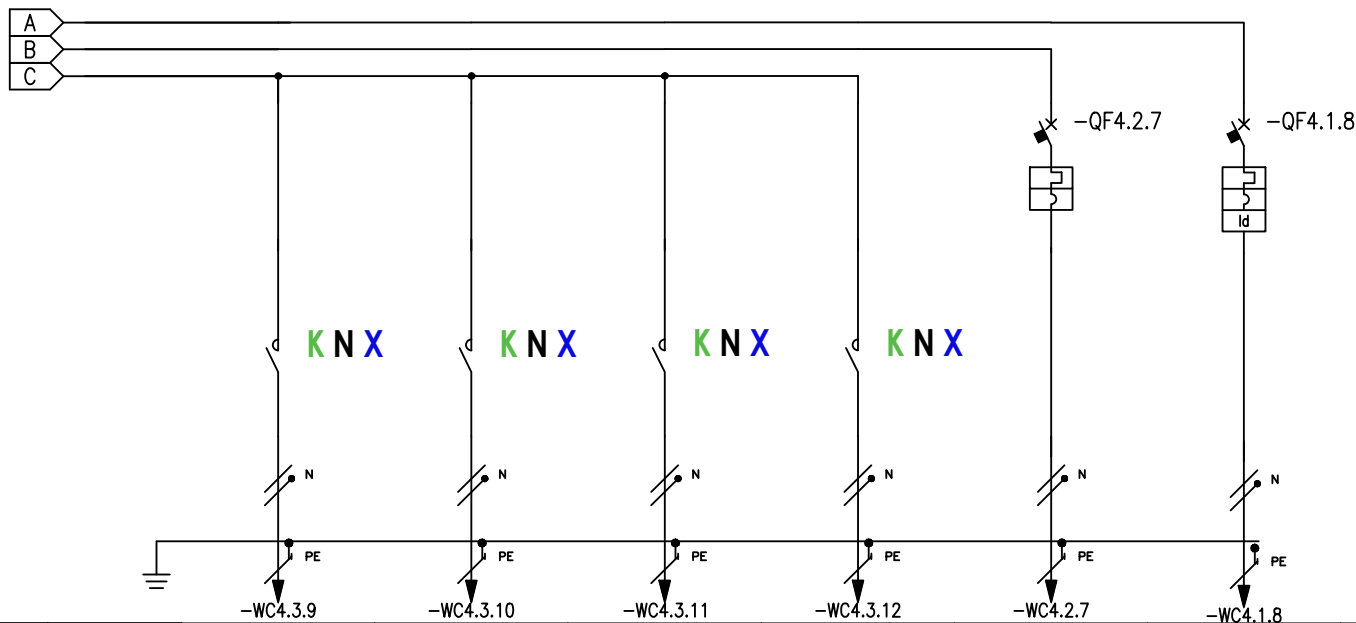 A
B
C
-QF4.2.7
-QF4.1.8
Id
KNX KNX KNX KNX
N N N N N N
PE PE PE PE PE PE
-WC4.3.9 -WC4.3.10 -WC4.3.11 -WC4.3.12 -WC4.2.7 -WC4.1.8